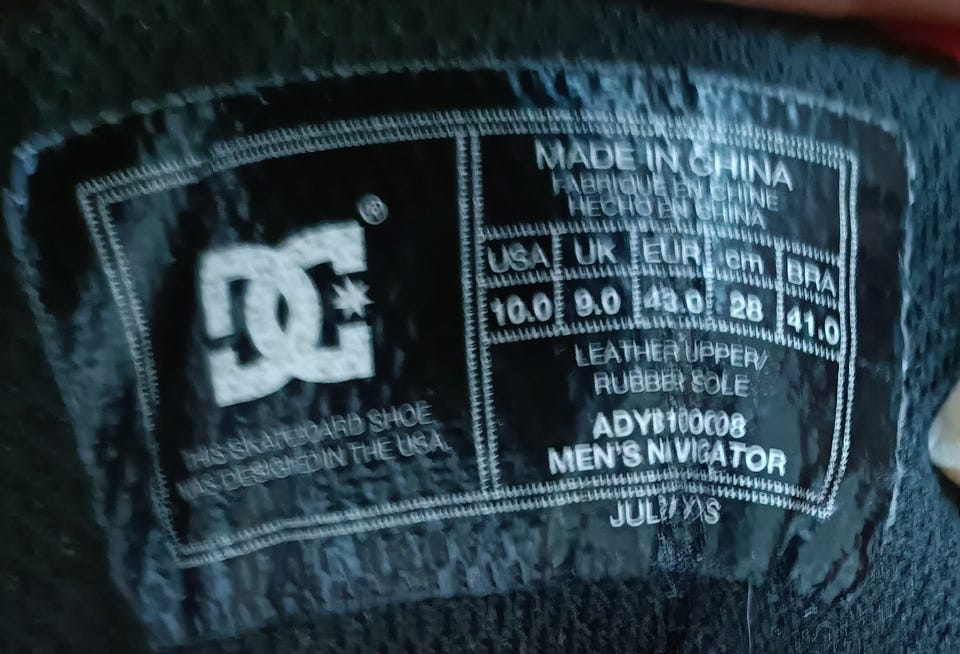 DC ®
THIS SKATEBOARD SHOE
WAS DESIGNED IN THE USA.
MADE IN CHINA
FABRIQUE EN CHINE
HECHO EN CHINA
USA UK EUR cm BRA
10.0 9.0 43.0 28 41.0
LEATHER UPPER/
RUBBER SOLE
MEN'S NAVIGATOR